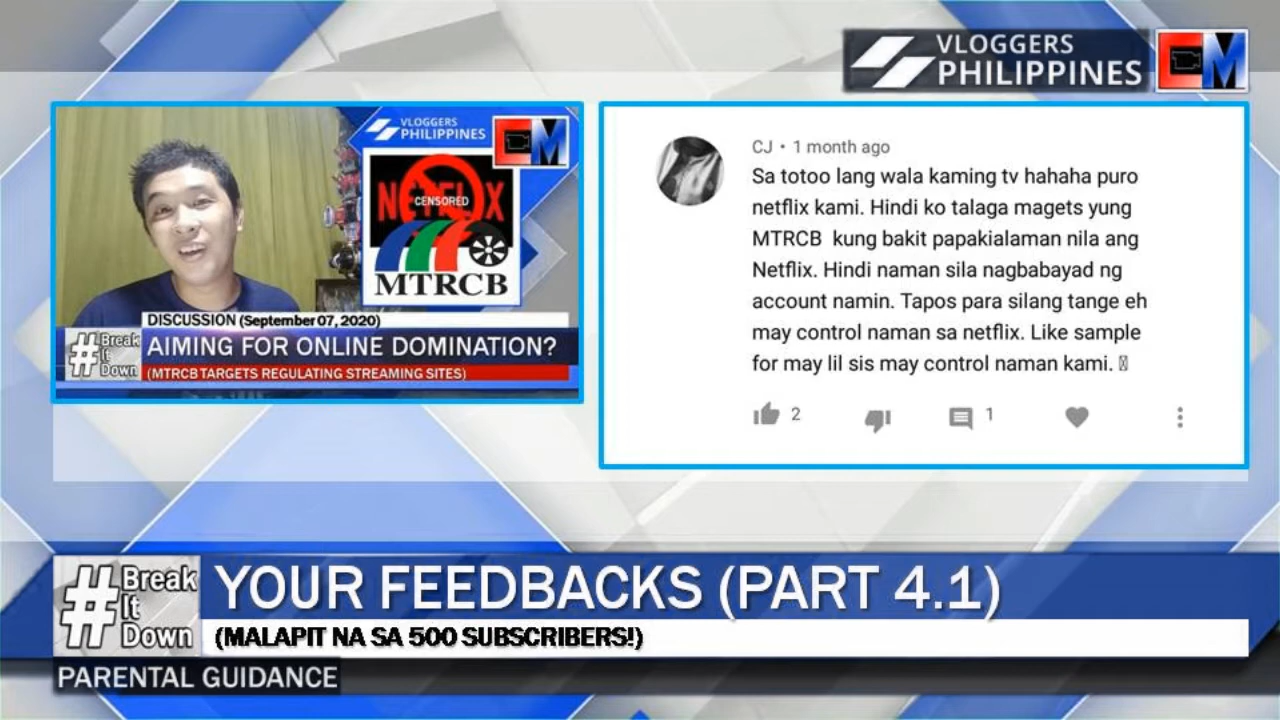 VLOGGERS
PHILIPPINES
CM
VLOGGERS
PHILIPPINES
CM
NETFLIX
CENSORED
MTRCB
DISCUSSION (September 07, 2020)
#Break It Down
AIMING FOR ONLINE DOMINATION?
(MTRCB TARGETS REGULATING STREAMING SITES)
CJ • 1 month ago
Sa totoo lang wala kaming tv hahaha puro
netflix kami. Hindi ko talaga magets yung
MTRCB kung bakit papakialaman nila ang
Netflix. Hindi naman sila nagbabayad ng
account namin. Tapos para silang tange eh
may control naman sa netflix. Like sample
for may lil sis may control naman kami.
2
1
#Break It Down
YOUR FEEDBACKS (PART 4.1)
(MALAPIT NA SA 500 SUBSCRIBERS!)
PARENTAL GUIDANCE